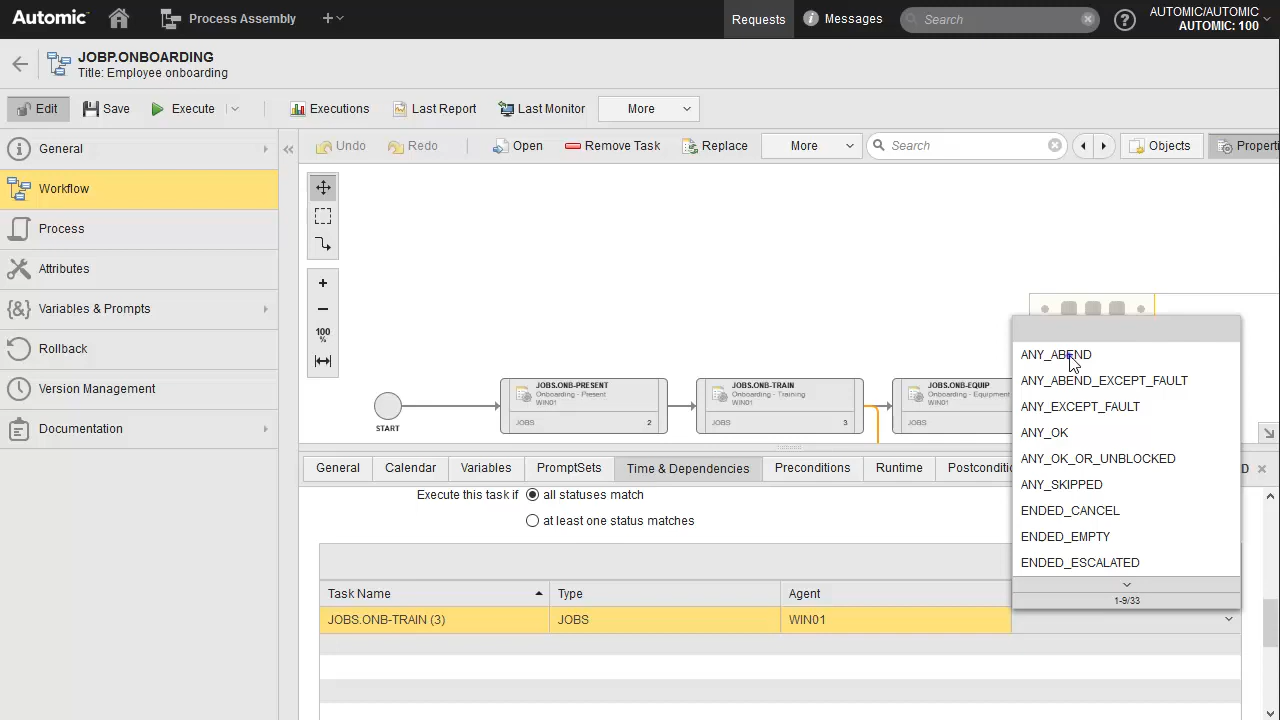 Automic
Process Assembly
Requests
Messages
Search
AUTOMIC/AUTOMIC
AUTOMIC: 100
JOBP.ONBOARDING
Title: Employee onboarding
Edit
Save
Execute
Executions
Last Report
Last Monitor
More
General
Workflow
Process
Attributes
Variables & Prompts
Rollback
Version Management
Documentation
Undo
Redo
Open
Remove Task
Replace
More
Search
Objects
Properti
100
%
START
JOBS.ONB-PRESENT
Onboarding - Present
WIN01
JOBS 2
JOBS.ONB-TRAIN
Onboarding - Training
WIN01
JOBS 3
JOBS.ONB-EQUIP
Onboarding - Equipment
WIN01
JOBS
ANY_ABEND
ANY_ABEND_EXCEPT_FAULT
ANY_EXCEPT_FAULT
ANY_OK
ANY_OK_OR_UNBLOCKED
ANY_SKIPPED
ENDED_CANCEL
ENDED_EMPTY
ENDED_ESCALATED
1-9/33
General
Calendar
Variables
PromptSets
Time & Dependencies
Preconditions
Runtime
Postconditio
D
Execute this task if all statuses match
at least one status matches
Task Name Type Agent
JOBS.ONB-TRAIN (3) JOBS WIN01